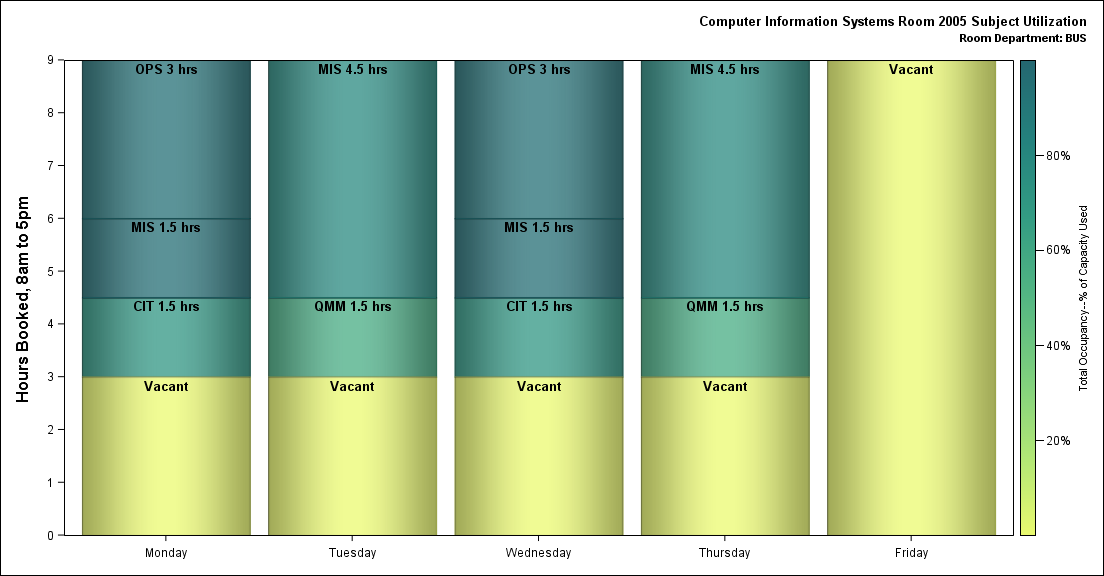 Computer Information Systems Room 2005 Subject Utilization
Room Department: BUS
Hours Booked, 8am to 5pm
9
8
7
6
5
4
3
2
1
0
OPS 3 hrs
MIS 4.5 hrs
OPS 3 hrs
MIS 4.5 hrs
Vacant
MIS 1.5 hrs
MIS 1.5 hrs
CIT 1.5 hrs
QMM 1.5 hrs
CIT 1.5 hrs
QMM 1.5 hrs
Vacant
Vacant
Vacant
Vacant
Monday
Tuesday
Wednesday
Thursday
Friday
80%
60%
40%
20%
Total Occupancy--% of Capacity Used